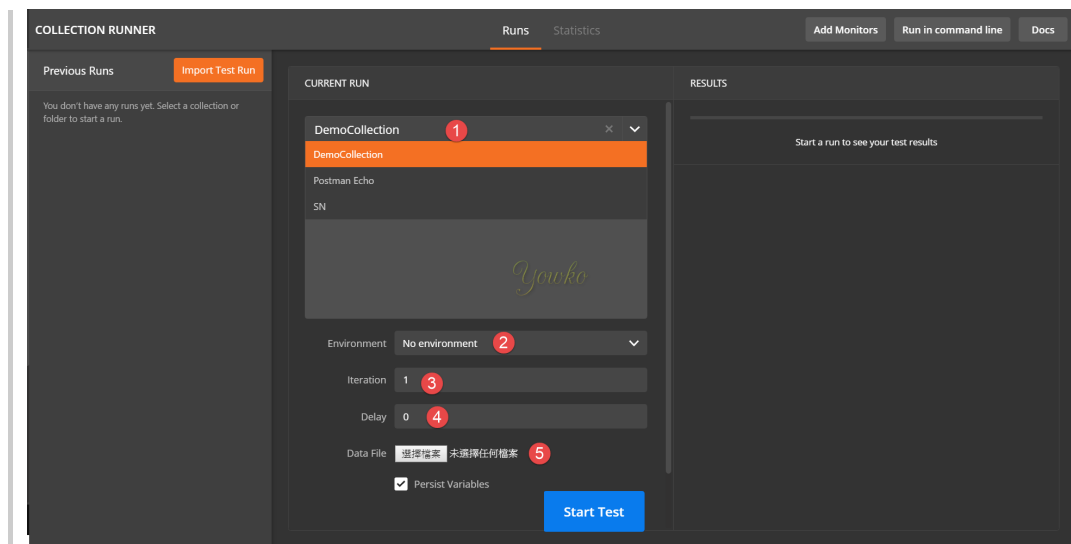 COLLECTION RUNNER
Runs
Statistics
Add Monitors
Run in command line
Docs
Previous Runs
Import Test Run
You don't have any runs yet. Select a collection or
folder to start a run.
CURRENT RUN
DemoCollection
1
DemoCollection
Postman Echo
SN
Yowko
Environment
No environment
2
Iteration
1
3
Delay
0
4
Data File
選擇檔案
未選擇任何檔案
5
Persist Variables
Start Test
RESULTS
Start a run to see your test results